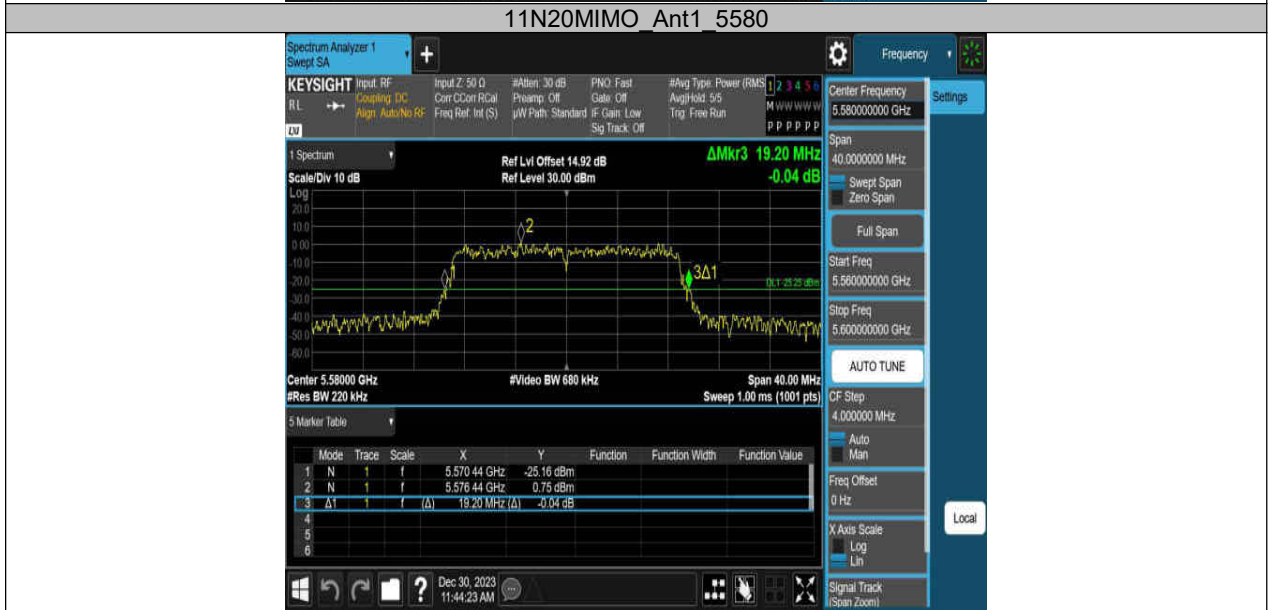 11N20MIMO_Ant1_5580
Spectrum Analyzer 1
Swept SA
+
Frequency
KEYSIGHT Input: RF Input Z: 50 Ω #Atten: 30 dB PNO: Fast #Avg Type: Power (RMS 1 2 3 4 5 6
RL Coupling: DC Corr CCorr RCal Preamp: Off Gate: Off Avg|Hold: 5/5 M W W W W W
Align: Auto/No RF Freq Ref: Int (S) µW Path: Standard IF Gain: Low Trig: Free Run
Sig Track: Off P P P P P P
LXI
Center Frequency
5.580000000 GHz
Settings
Span
40.0000000 MHz
Swept Span
Zero Span
Full Span
Start Freq
5.560000000 GHz
Stop Freq
5.600000000 GHz
AUTO TUNE
CF Step
4.000000 MHz
Auto
Man
Freq Offset
0 Hz
X Axis Scale
Log
Lin
Signal Track
(Span Zoom)
Local
1 Spectrum
Ref Lvl Offset 14.92 dB
ΔMkr3 19.20 MHz
Scale/Div 10 dB
Ref Level 30.00 dBm
-0.04 dB
Log
20.0
10.0
0.00
-10.0
-20.0
-30.0
-40.0
-50.0
-60.0
2
3Δ1
DL1 -25.25 dBm
Center 5.58000 GHz #Video BW 680 kHz Span 40.00 MHz
#Res BW 220 kHz Sweep 1.00 ms (1001 pts)
5 Marker Table
Mode Trace Scale X Y Function Function Width Function Value
1 N 1 f 5.570 44 GHz -25.16 dBm
2 N 1 f 5.576 44 GHz 0.75 dBm
3 Δ1 1 f (Δ) 19.20 MHz (Δ) -0.04 dB
4
5
6
? Dec 30, 2023
11:44:23 AM